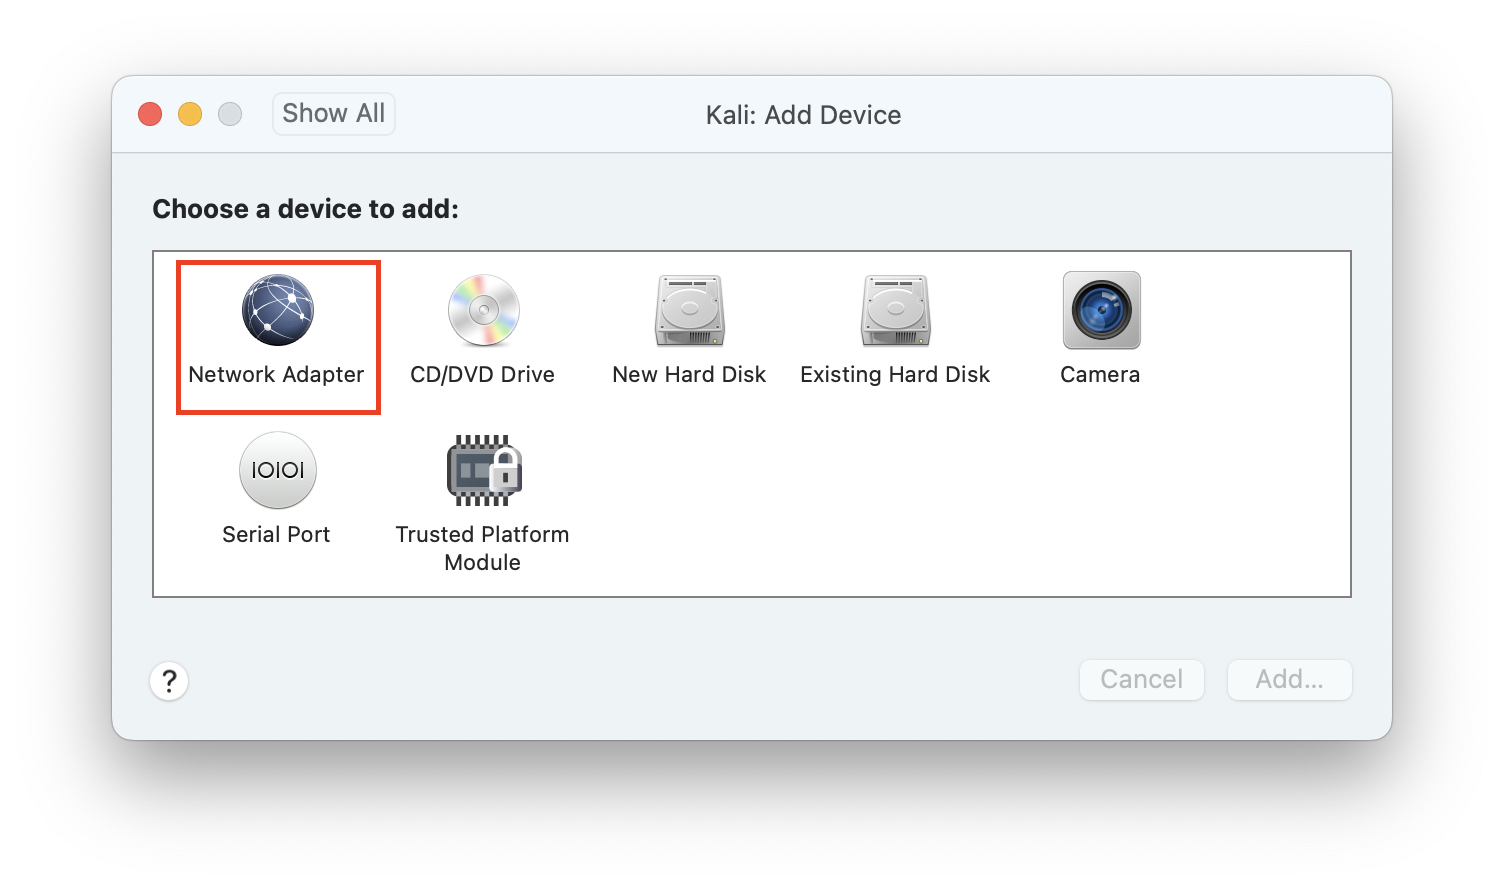 Show All
Kali: Add Device
Choose a device to add:
Network Adapter
CD/DVD Drive
New Hard Disk
Existing Hard Disk
Camera
IOIOI
Serial Port
Trusted Platform
Module
?
Cancel
Add...